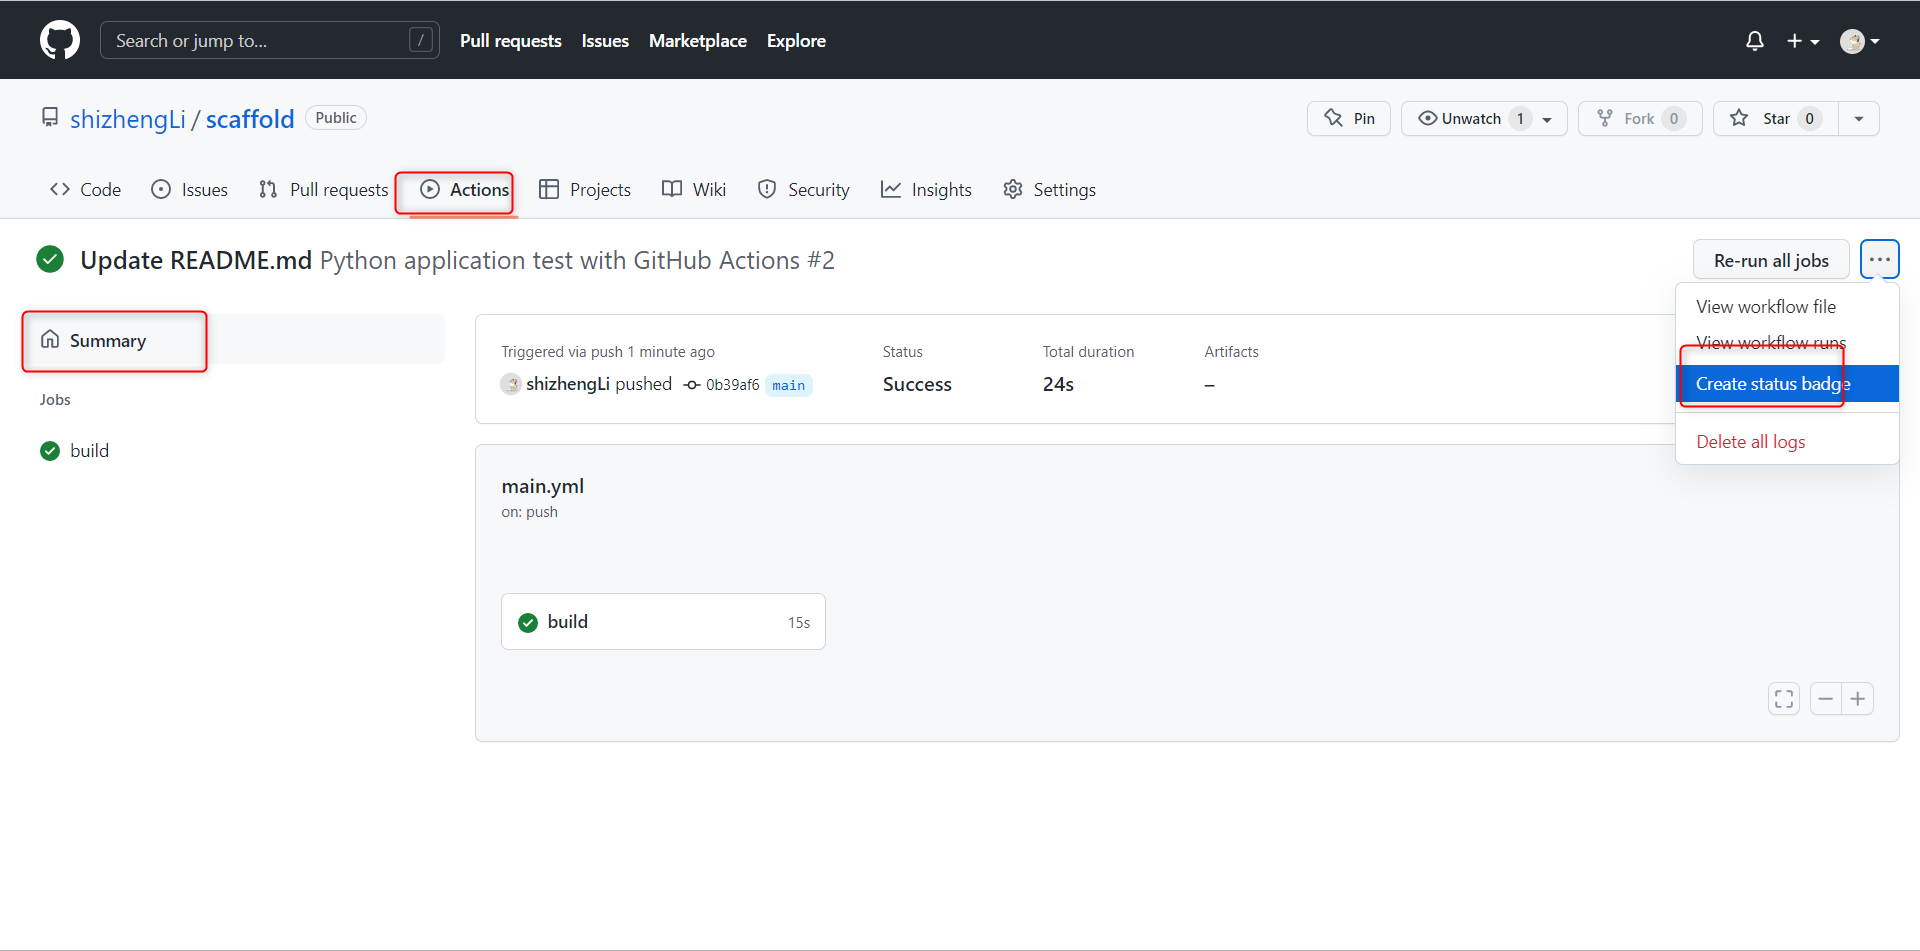 Search or jump to... /
Pull requests Issues Marketplace Explore
shizhengLi / scaffold Public
Pin Unwatch 1 Fork 0 Star 0
Code Issues Pull requests Actions Projects Wiki Security Insights Settings
Update README.md Python application test with GitHub Actions #2
Re-run all jobs ...
View workflow file
View workflow runs
Create status badge
Delete all logs
Summary
Jobs
build
Triggered via push 1 minute ago
shizhengLi pushed 0b39af6 main
Status
Success
Total duration
24s
Artifacts
–
main.yml
on: push
build 15s